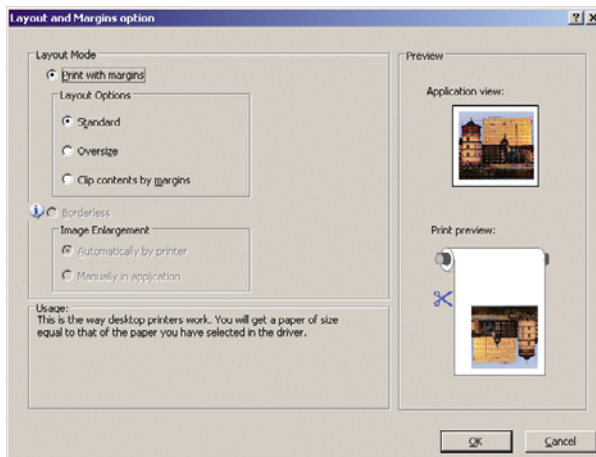 Layout and Margins option
Layout Mode
Print with margins
Layout Options
Standard
Oversize
Clip contents by margins
Borderless
Image Enlargement
Automatically by printer
Manually in application
Usage:
This is the way desktop printers work. You will get a paper of size
equal to that of the paper you have selected in the driver.
Preview
Application view:
Print preview:
OK
Cancel